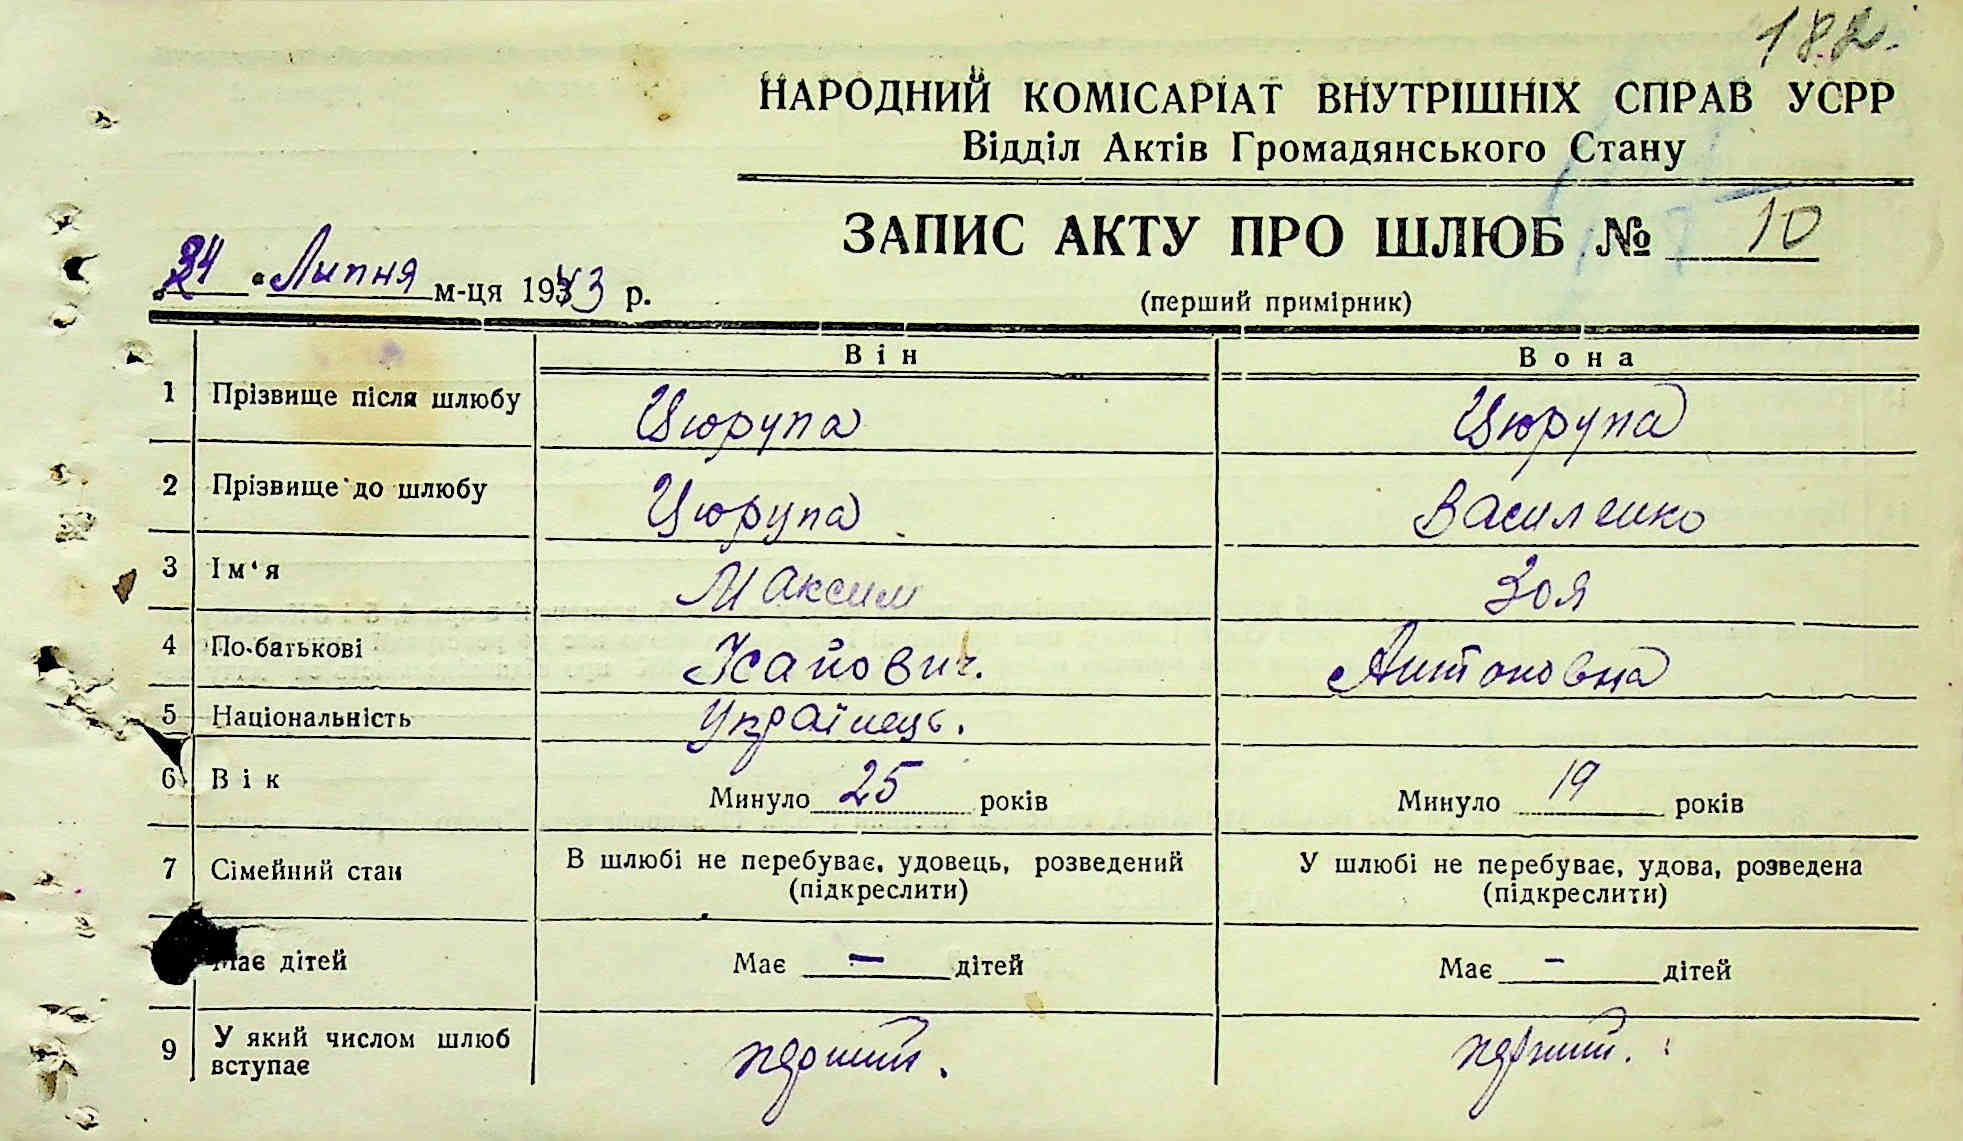 182.
НАРОДНИЙ КОМІСАРІАТ ВНУТРІШНІХ СПРАВ УСРР
Відділ Актів Громадянського Стану
ЗАПИС АКТУ ПРО ШЛЮБ № 10
„ “ Липня м-ця 1943 р.
(перший примірник)
Він Вона
1 Прізвище після шлюбу Цюрупа Цюрупа
2 Прізвище до шлюбу Цюрупа Василенко
3 Ім‘я Максим Зоя
4 По-батькові Ісайович. Антоновна
5 Національність Українець.
6 Вік Минуло 25 років Минуло 19 років
7 Сімейний стан В шлюбі не перебуває, удовець, розведений (підкреслити) У шлюбі не перебуває, удова, розведена (підкреслити)
Має дітей Має — дітей Має - дітей
9 У який числом шлюб вступає перший. перший.